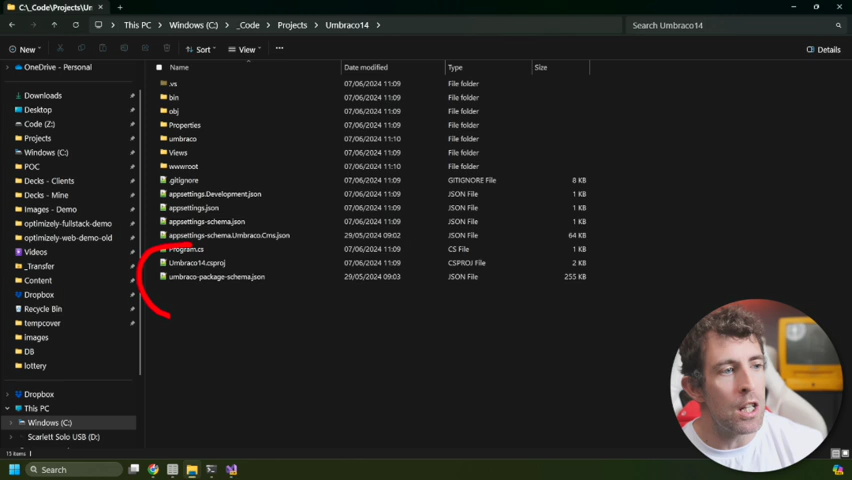 C:\_Code\Projects\Um
This PC > Windows (C:) > _Code > Projects > Umbraco14 >
Search Umbraco14
New
Sort
View
Details
Name Date modified Type Size
OneDrive - Personal
Downloads
Desktop
Code (Z:)
Projects
Windows (C:)
POC
Decks - Clients
Decks - Mine
Images - Demo
optimizely-fullstack-demo
optimizely-web-demo-old
Videos
_Transfer
Content
Dropbox
Recycle Bin
tempcover
images
DB
lottery
Dropbox
This PC
Windows (C:)
Scarlett Solo USB (D:)
.vs 07/06/2024 11:09 File folder
bin 07/06/2024 11:09 File folder
obj 07/06/2024 11:09 File folder
Properties 07/06/2024 11:09 File folder
umbraco 07/06/2024 11:10 File folder
Views 07/06/2024 11:09 File folder
wwwroot 07/06/2024 11:10 File folder
.gitignore 07/06/2024 11:09 GITIGNORE File 8 KB
appsettings.Development.json 07/06/2024 11:09 JSON File 1 KB
appsettings.json 07/06/2024 11:09 JSON File 1 KB
appsettings-schema.json 07/06/2024 11:09 JSON File 1 KB
appsettings-schema.Umbraco.Cms.json 29/05/2024 09:02 JSON File 64 KB
Program.cs 07/06/2024 11:09 CS File 1 KB
Umbraco14.csproj 07/06/2024 11:09 CSPROJ File 2 KB
umbraco-package-schema.json 29/05/2024 09:03 JSON File 255 KB
15 items
Search